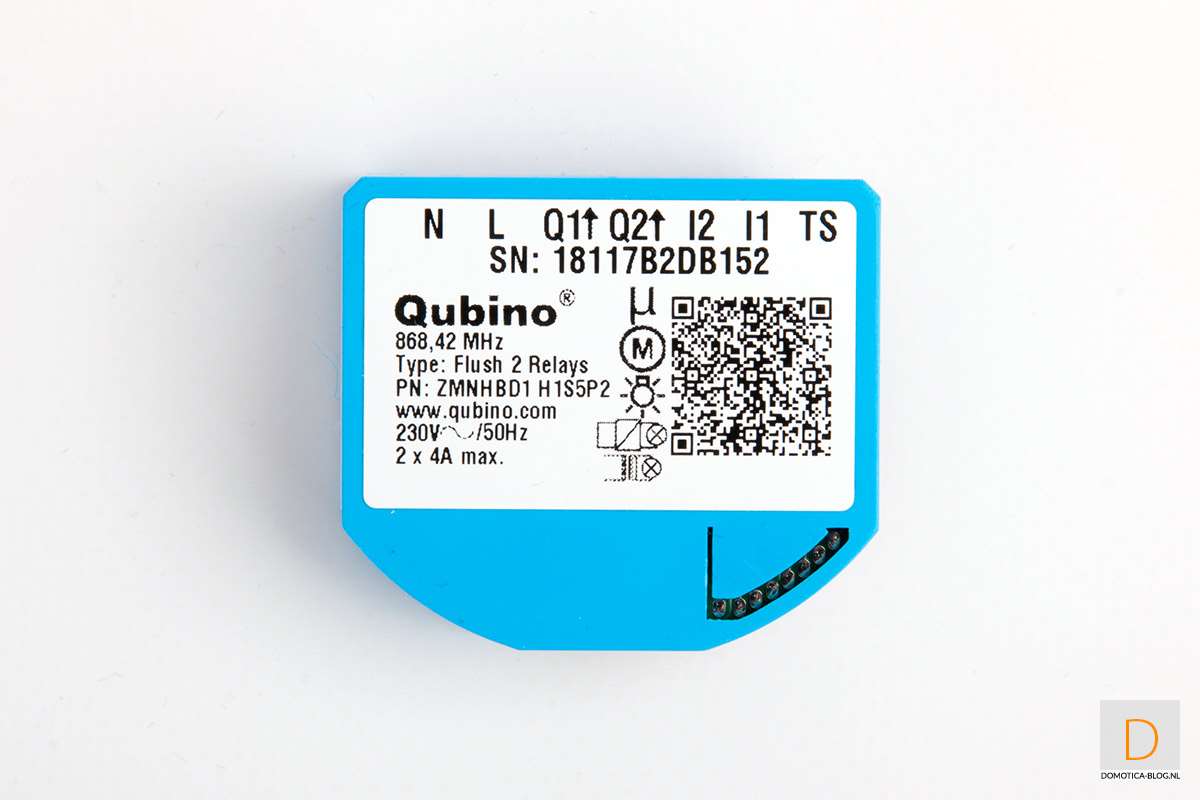 N L Q1↑ Q2↑ I2 I1 TS
SN: 18117B2DB152
Qubino®
µ
868,42 MHz
M
Type: Flush 2 Relays
PN: ZMNHBD1 H1S5P2
www.qubino.com
230V~/50Hz
2 x 4A max.
D
DOMOTICA-BLOG.NL